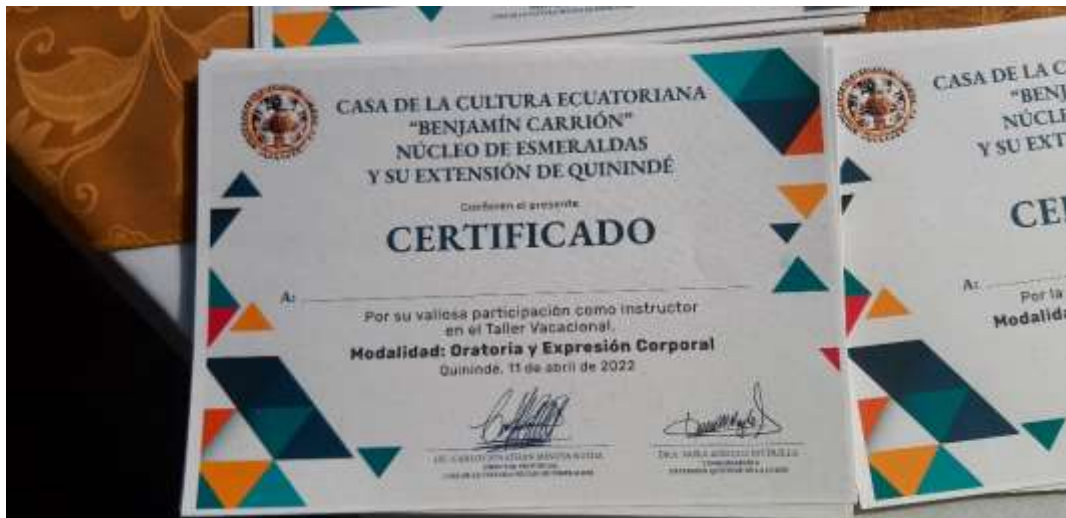 CASA DE LA CULTURA ECUATORIANA
"BENJAMÍN CARRIÓN"
NÚCLEO DE ESMERALDAS
Y SU EXTENSIÓN DE QUININDÉ
Confieren el presente
CERTIFICADO
A:
Por su valiosa participación como Instructor
en el Taller Vacacional.
Modalidad: Oratoria y Expresión Corporal
Quinindé, 11 de abril de 2022
CASA DE LA C
"BENJ
NÚCLE
Y SU EXT
CE
A:
Por la
Modalida